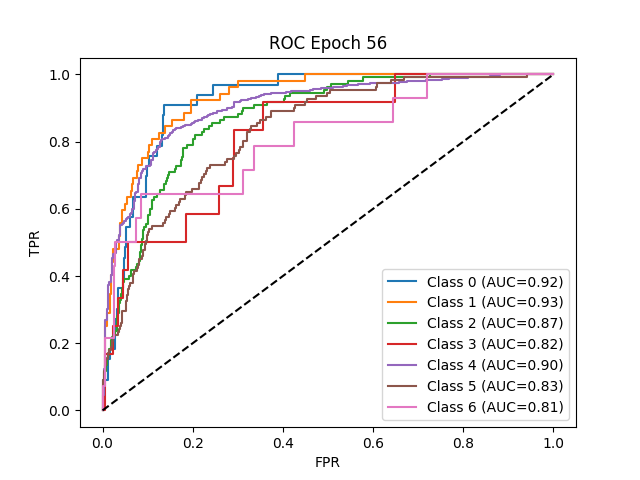 ROC Epoch 56
1.0
0.8
0.6
0.4
0.2
0.0
TPR
0.0 0.2 0.4 0.6 0.8 1.0
FPR
Class 0 (AUC=0.92)
Class 1 (AUC=0.93)
Class 2 (AUC=0.87)
Class 3 (AUC=0.82)
Class 4 (AUC=0.90)
Class 5 (AUC=0.83)
Class 6 (AUC=0.81)